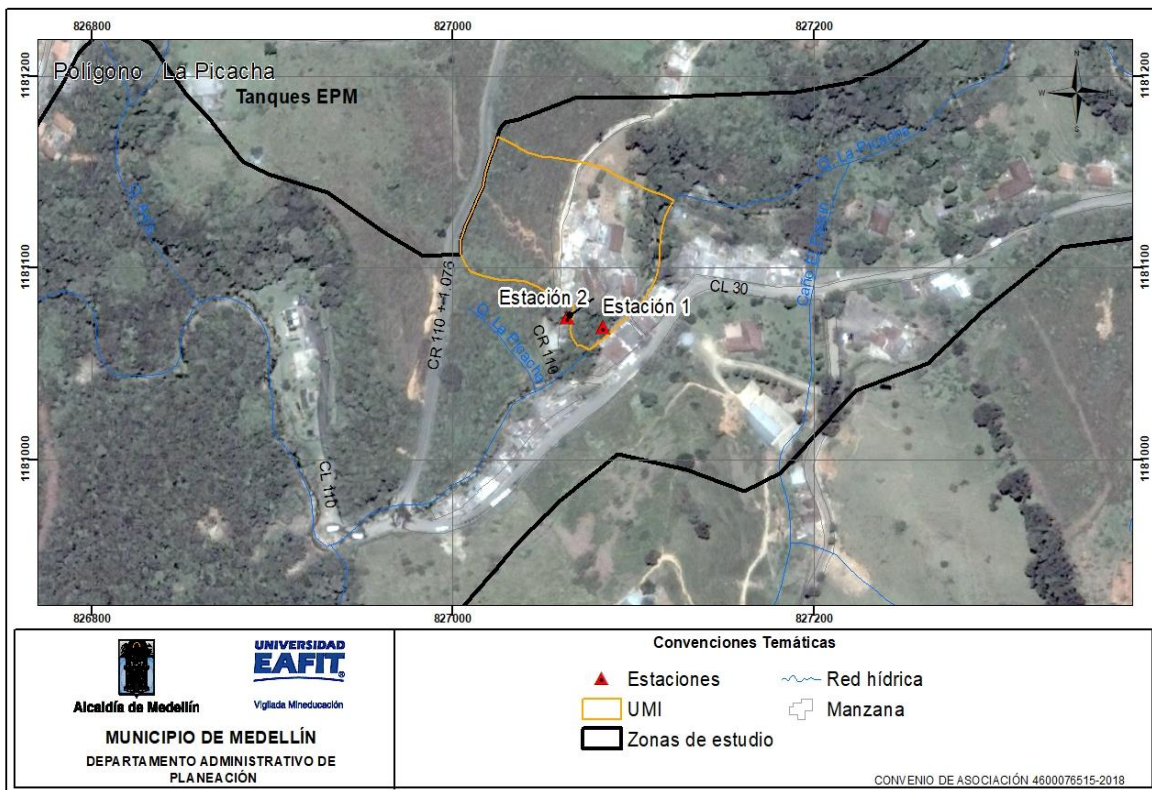 826800 827000 827200
1181200 1181200
Polígono La Picacha
Tanques EPM
N
W E
S
Q. La Picacha
1181100 1181100
CR 110 + 1 076
Estación 2
Estación 1
CL 30
Q. La Picacha
CR 110
1181000 1181000
CL 110
826800 827000 827200
Alcaldía de Medellín
UNIVERSIDAD
EAFIT
Vigilada Mineducación
MUNICIPIO DE MEDELLÍN
DEPARTAMENTO ADMINISTRATIVO DE
PLANEACIÓN
Convenciones Temáticas
Estaciones
Red hídrica
UMI
Manzana
Zonas de estudio
CONVENIO DE ASOCIACIÓN 4600076515-2018